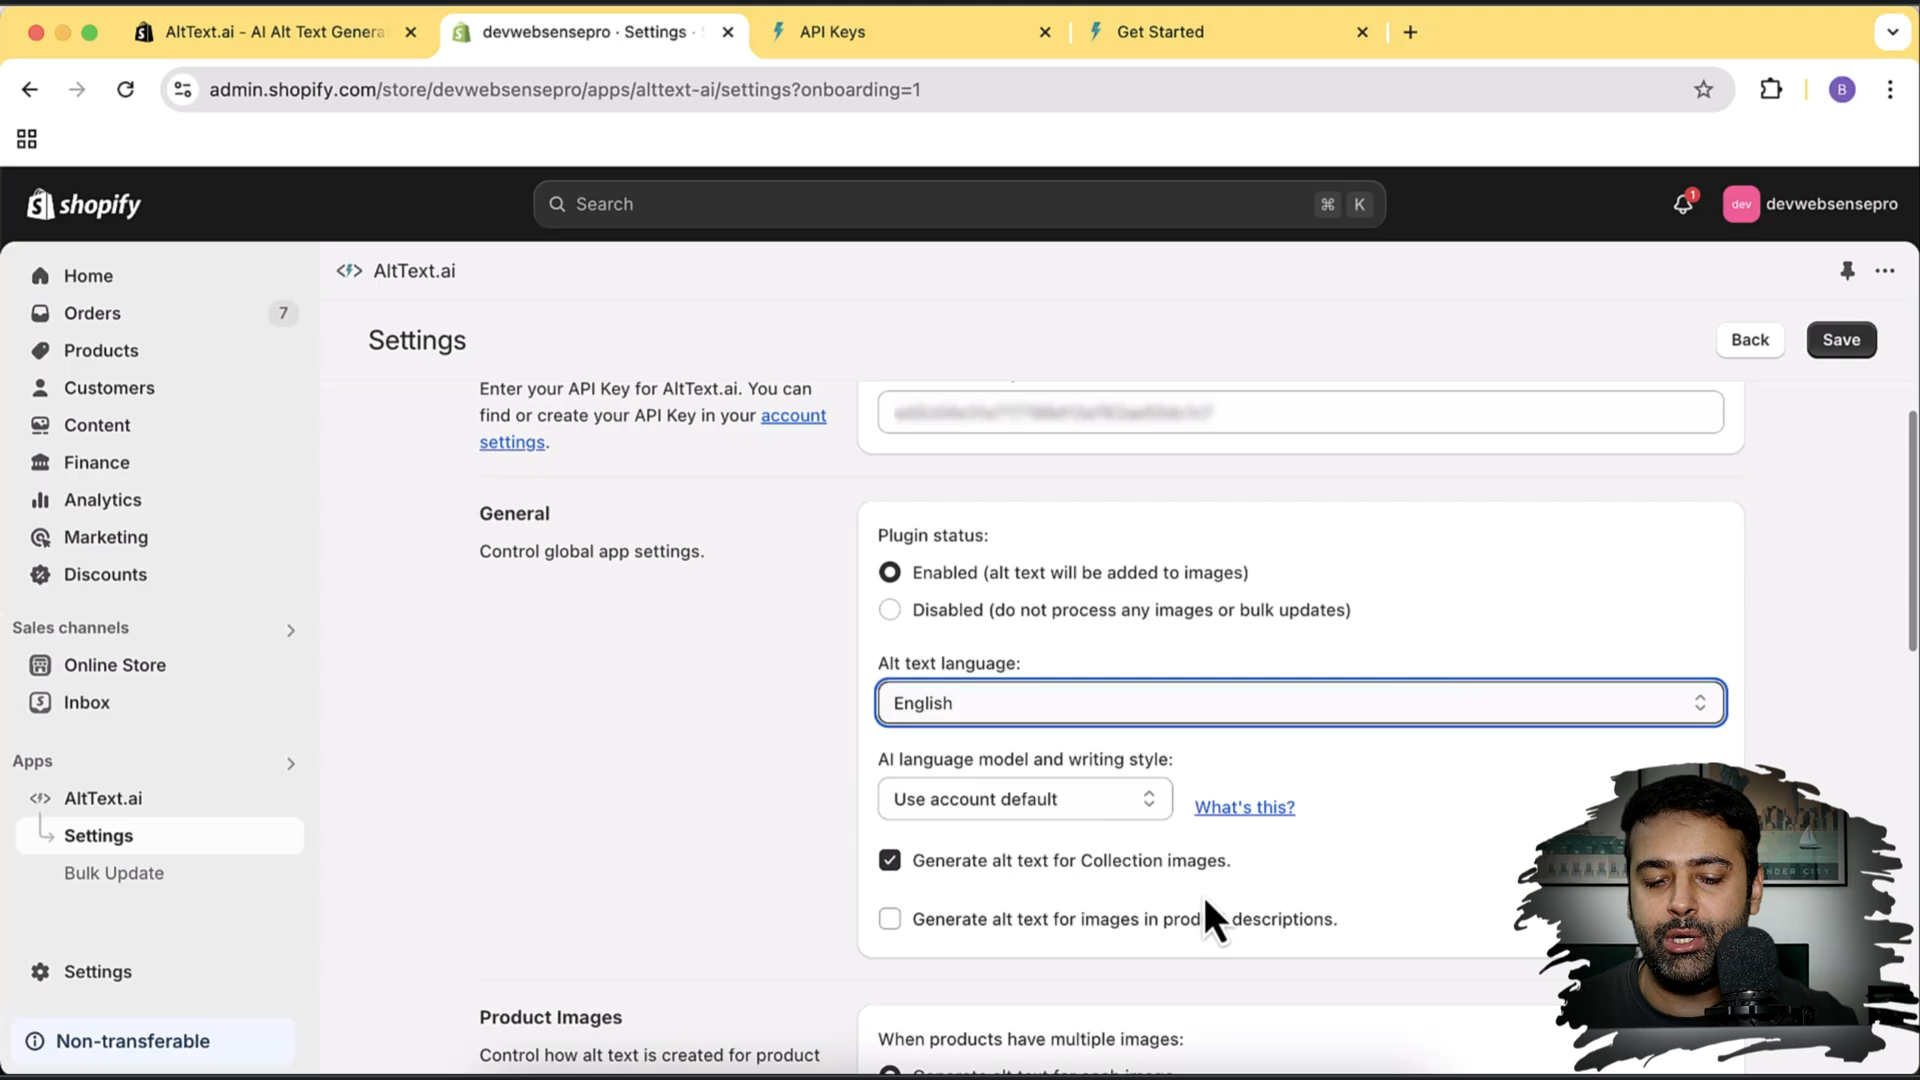 AltText.ai - AI Alt Text Genera
devwebsensepro · Settings ·
API Keys
Get Started
admin.shopify.com/store/devwebsensepro/apps/alttext-ai/settings?onboarding=1
B
shopify
Search
⌘ K
1
dev
devwebsensepro
Home
Orders
7
Products
Customers
Content
Finance
Analytics
Marketing
Discounts
Sales channels
Online Store
Inbox
Apps
AltText.ai
Settings
Bulk Update
Settings
Non-transferable
AltText.ai
Settings
Back
Save
Enter your API Key for AltText.ai. You can
find or create your API Key in your account
settings.
General
Control global app settings.
Plugin status:
Enabled (alt text will be added to images)
Disabled (do not process any images or bulk updates)
Alt text language:
English
AI language model and writing style:
Use account default
What's this?
Generate alt text for Collection images.
Generate alt text for images in prod descriptions.
Product Images
Control how alt text is created for product
When products have multiple images: